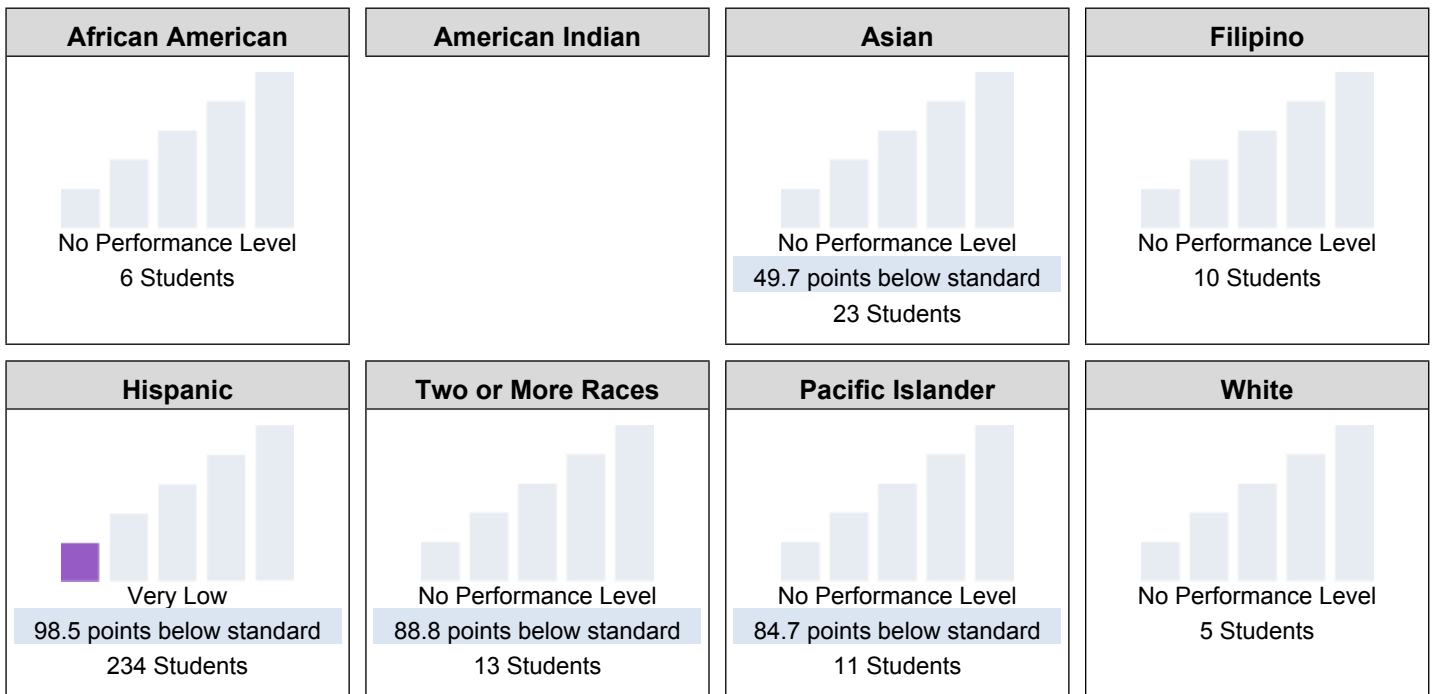 African American
No Performance Level
6 Students
American Indian
Asian
No Performance Level
49.7 points below standard
23 Students
Filipino
No Performance Level
10 Students
Hispanic
Very Low
98.5 points below standard
234 Students
Two or More Races
No Performance Level
88.8 points below standard
13 Students
Pacific Islander
No Performance Level
84.7 points below standard
11 Students
White
No Performance Level
5 Students